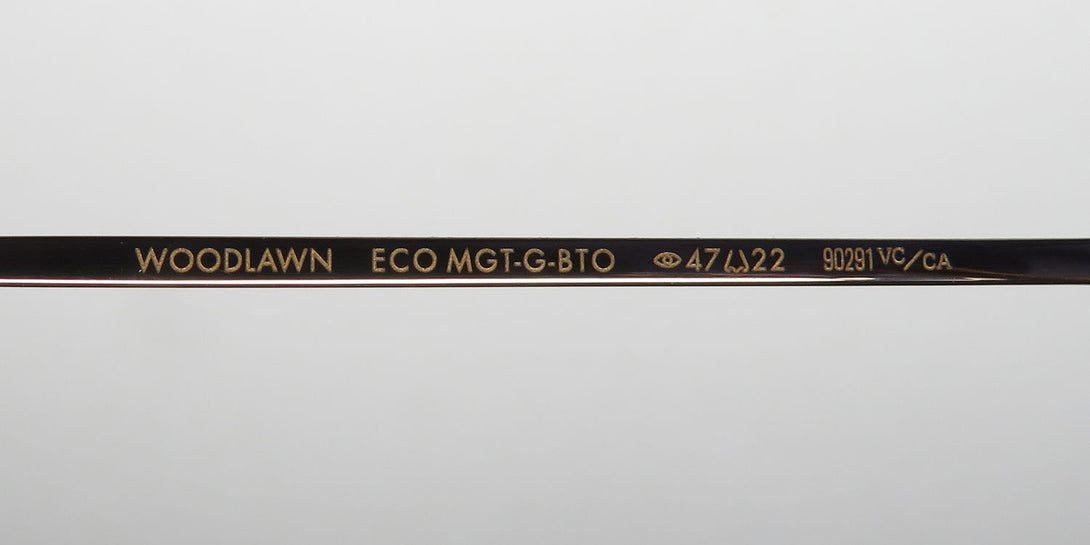 WOODLAWN ECO MGT-G-BTO 47 22 90291 VC/CA